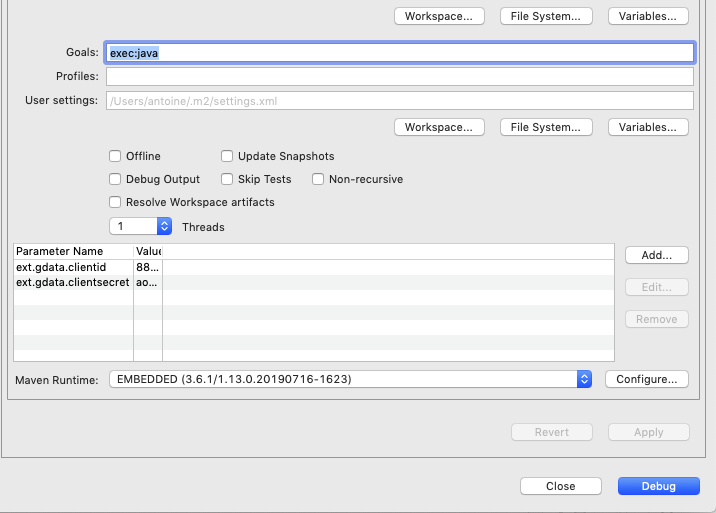 Workspace... File System... Variables...
Goals: exec:java
Profiles:
User settings: /Users/antoine/.m2/settings.xml
Workspace... File System... Variables...
Offline Update Snapshots
Debug Output Skip Tests Non-recursive
Resolve Workspace artifacts
1 Threads
Parameter Name Value
Add...
ext.gdata.clientid 88...
ext.gdata.clientsecret ao...
Edit...
Remove
Maven Runtime: EMBEDDED (3.6.1/1.13.0.20190716-1623) Configure...
Revert Apply
Close Debug